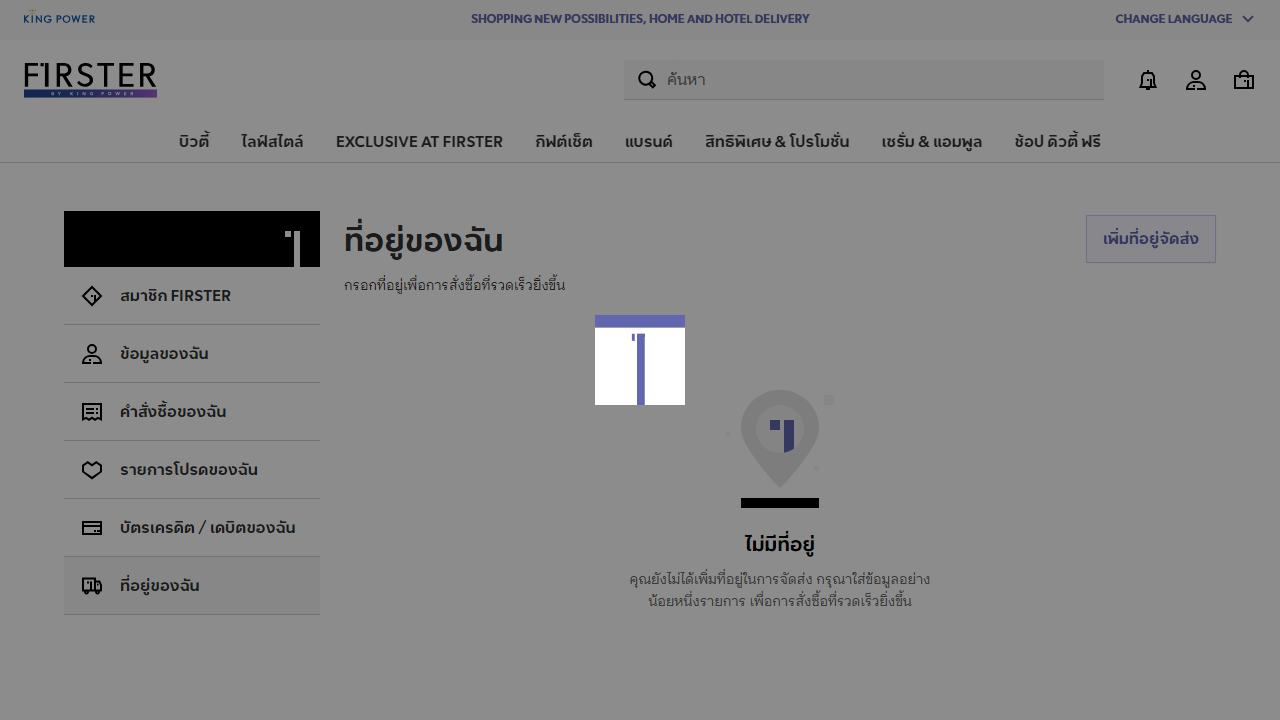 KING POWER
SHOPPING NEW POSSIBILITIES, HOME AND HOTEL DELIVERY
CHANGE LANGUAGE
FIRSTER
BY KING POWER
ค้นหา
บิวตี้
ไลฟ์สไตล์
EXCLUSIVE AT FIRSTER
กิฟต์เซ็ต
แบรนด์
สิทธิพิเศษ & โปรโมชั่น
เซรั่ม & แอมพูล
ช้อป ดิวตี้ ฟรี
สมาชิก FIRSTER
ข้อมูลของฉัน
คำสั่งซื้อของฉัน
รายการโปรดของฉัน
บัตรเครดิต / เดบิตของฉัน
ที่อยู่ของฉัน
ที่อยู่ของฉัน
กรอกที่อยู่เพื่อการสั่งซื้อที่รวดเร็วยิ่งขึ้น
เพิ่มที่อยู่จัดส่ง
ไม่มีที่อยู่
คุณยังไม่ได้เพิ่มที่อยู่ในการจัดส่ง กรุณาใส่ข้อมูลอย่าง
น้อยหนึ่งรายการ เพื่อการสั่งซื้อที่รวดเร็วยิ่งขึ้น